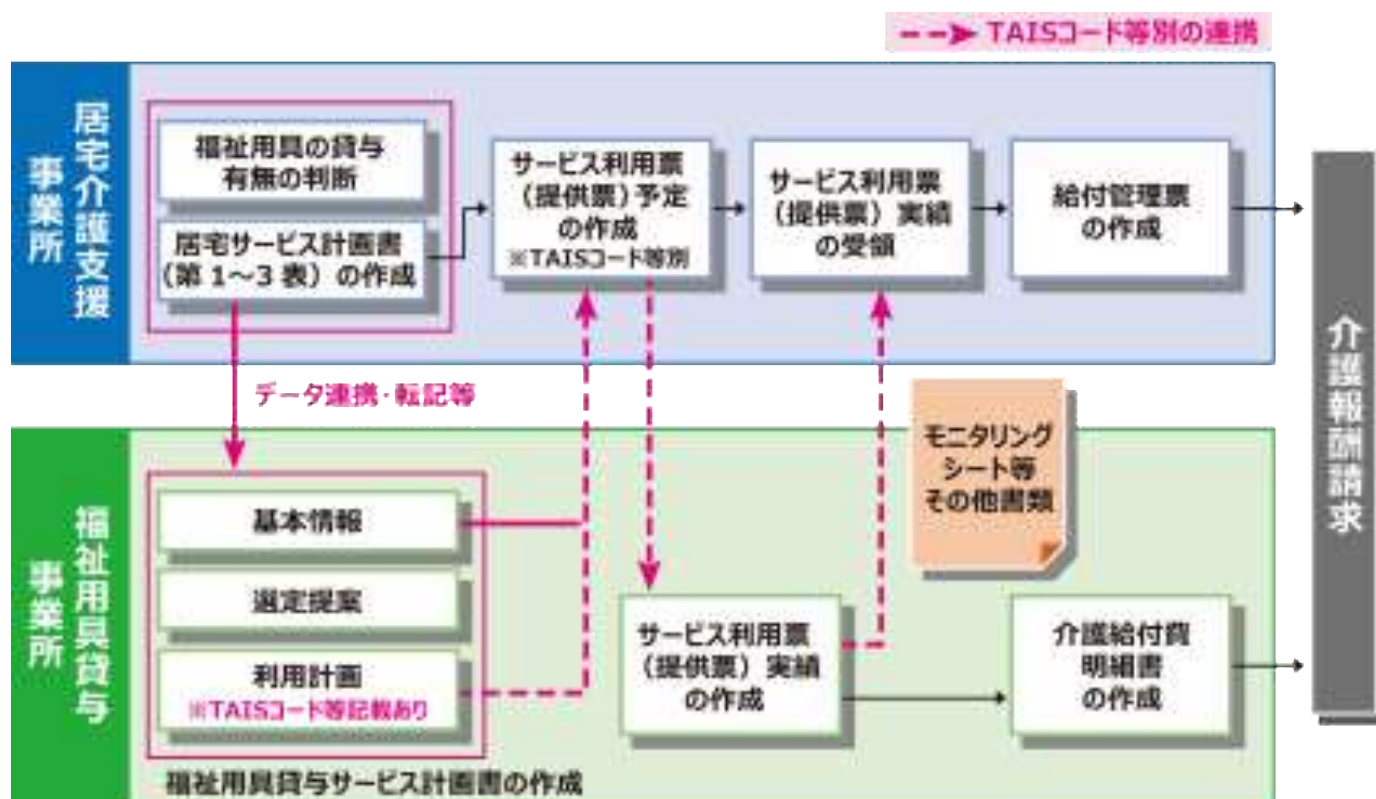 TAISコード等別の連携
居宅介護支援
事業所
福祉用具の貸与
有無の判断
居宅サービス計画書
（第 1～3 表）の作成
サービス利用票
（提供票）予定
の作成
※TAISコード等別
サービス利用票
（提供票）実績
の受領
給付管理票
の作成
データ連携・転記等
福祉用具貸与
事業所
基本情報
選定提案
利用計画
※TAISコード等記載あり
福祉用具貸与サービス計画書の作成
サービス利用票
（提供票）実績
の作成
モニタリング
シート等
その他書類
介護給付費
明細書
の作成
介護報酬請求